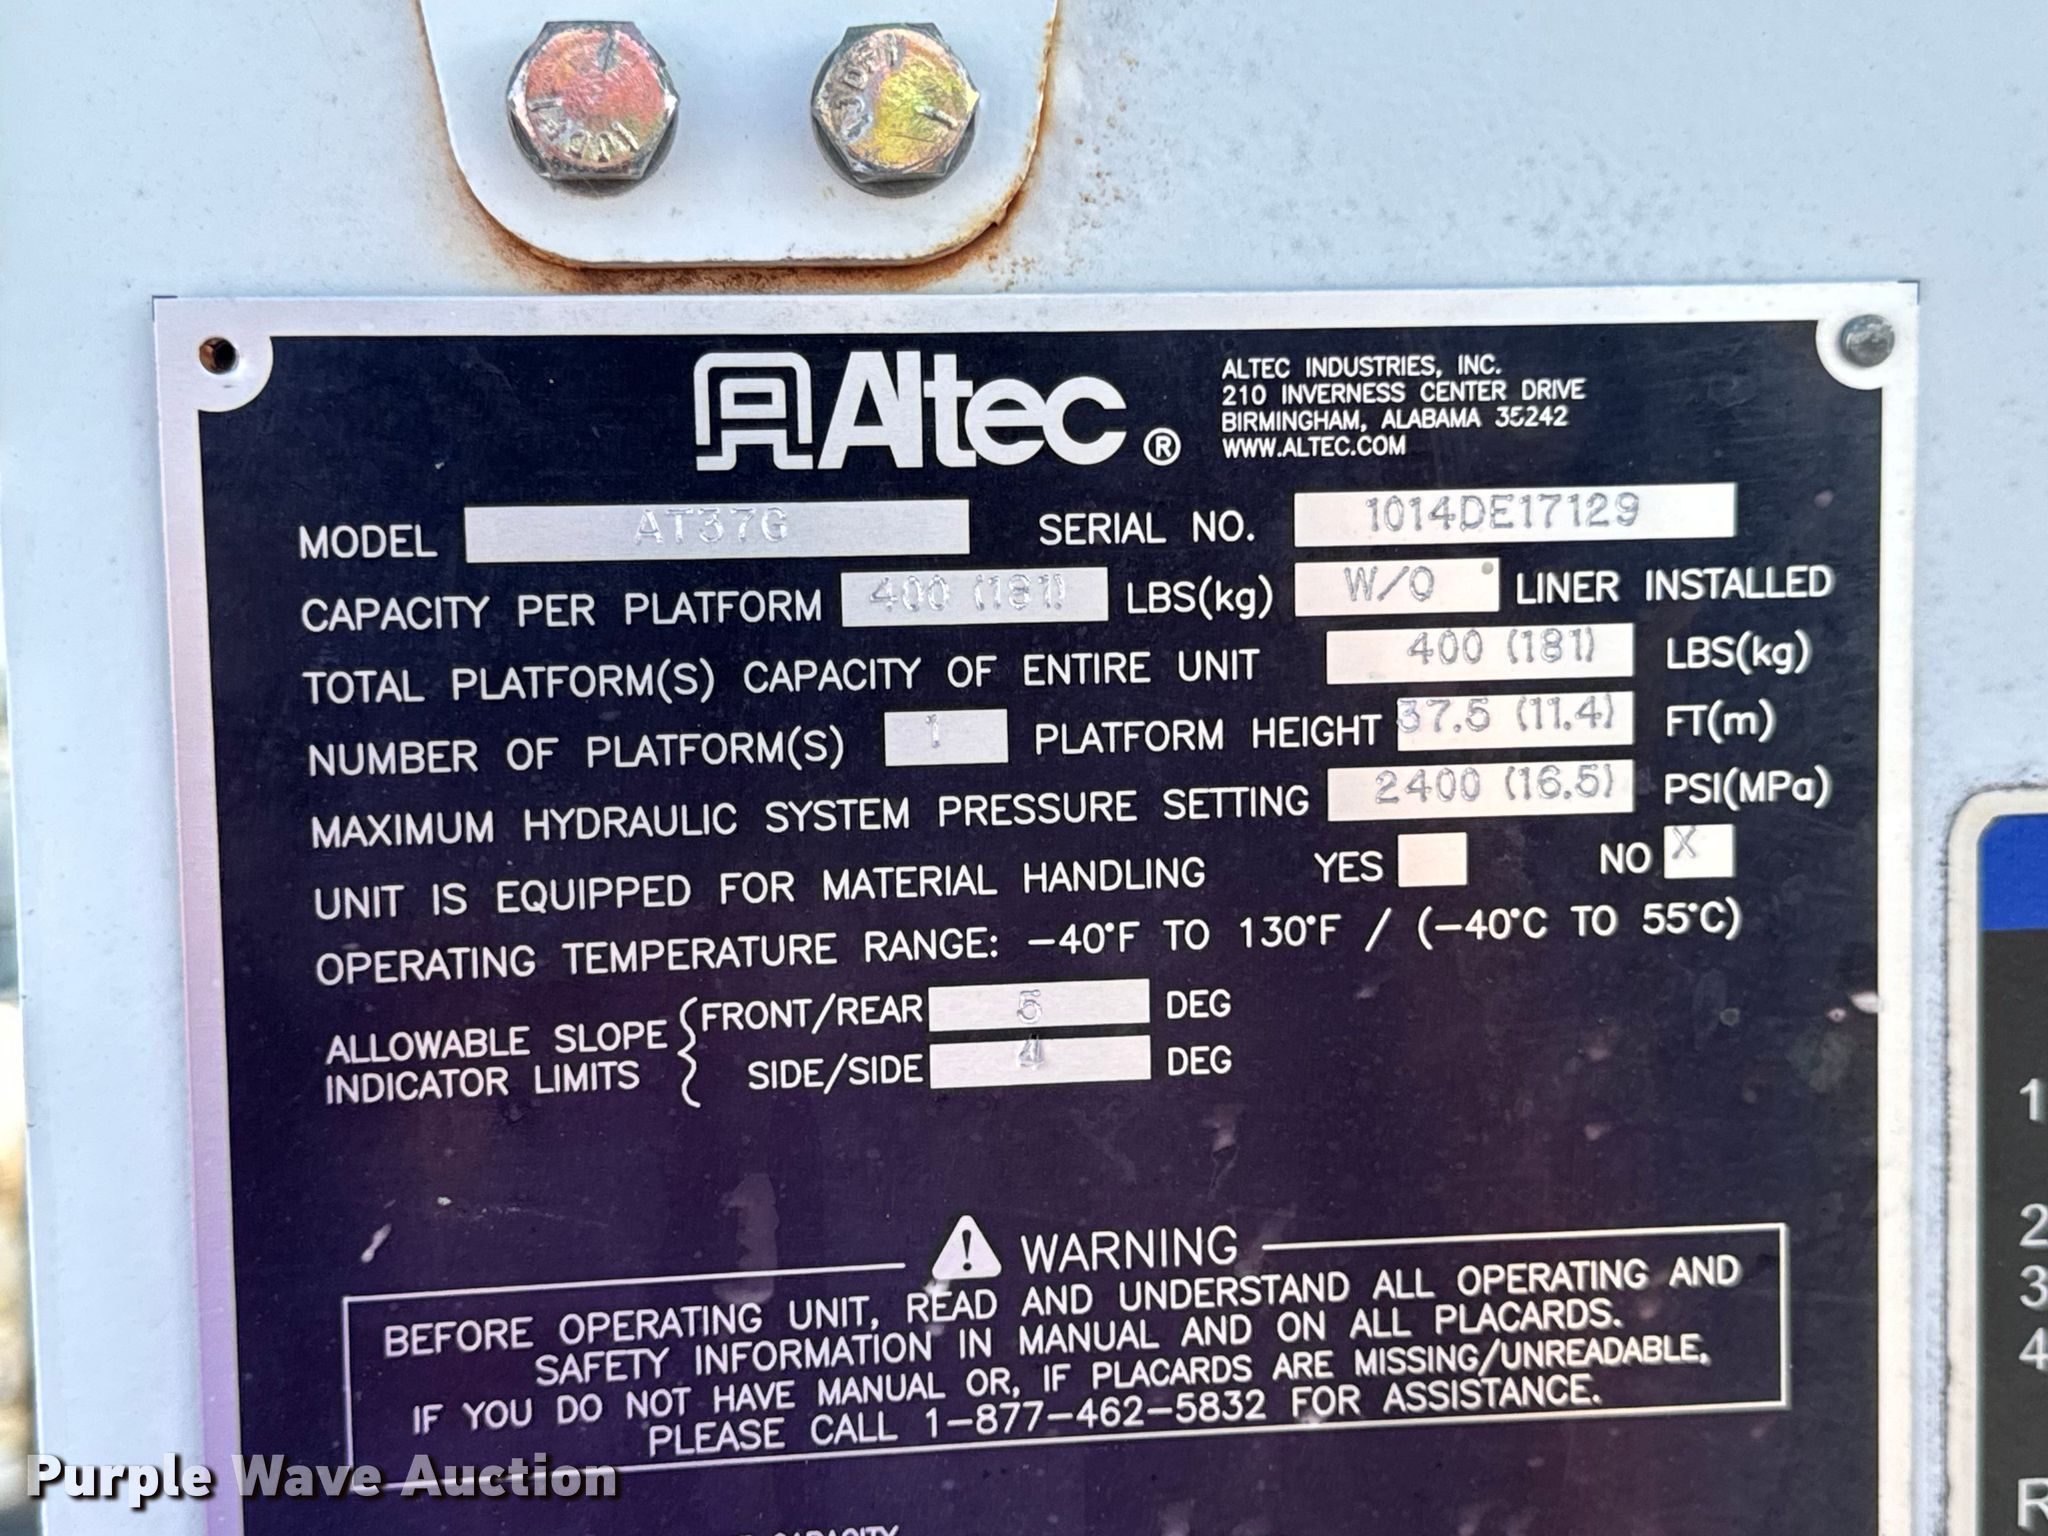 Altec ®
ALTEC INDUSTRIES, INC.
210 INVERNESS CENTER DRIVE
BIRMINGHAM, ALABAMA 35242
WWW.ALTEC.COM
MODEL AT37G SERIAL NO. 1014DE17129
CAPACITY PER PLATFORM 400 (181) LBS(kg) W/O LINER INSTALLED
TOTAL PLATFORM(S) CAPACITY OF ENTIRE UNIT 400 (181) LBS(kg)
NUMBER OF PLATFORM(S) 1 PLATFORM HEIGHT 37.5 (11.4) FT(m)
MAXIMUM HYDRAULIC SYSTEM PRESSURE SETTING 2400 (16.5) PSI(MPa)
UNIT IS EQUIPPED FOR MATERIAL HANDLING YES NO X
OPERATING TEMPERATURE RANGE: -40°F TO 130°F / (-40°C TO 55°C)
ALLOWABLE SLOPE INDICATOR LIMITS
FRONT/REAR 5 DEG
SIDE/SIDE 4 DEG
WARNING
BEFORE OPERATING UNIT, READ AND UNDERSTAND ALL OPERATING AND
SAFETY INFORMATION IN MANUAL AND ON ALL PLACARDS.
IF YOU DO NOT HAVE MANUAL OR, IF PLACARDS ARE MISSING/UNREADABLE,
PLEASE CALL 1-877-462-5832 FOR ASSISTANCE.
CAPACITY
1
2
3
4
R
Purple Wave Auction